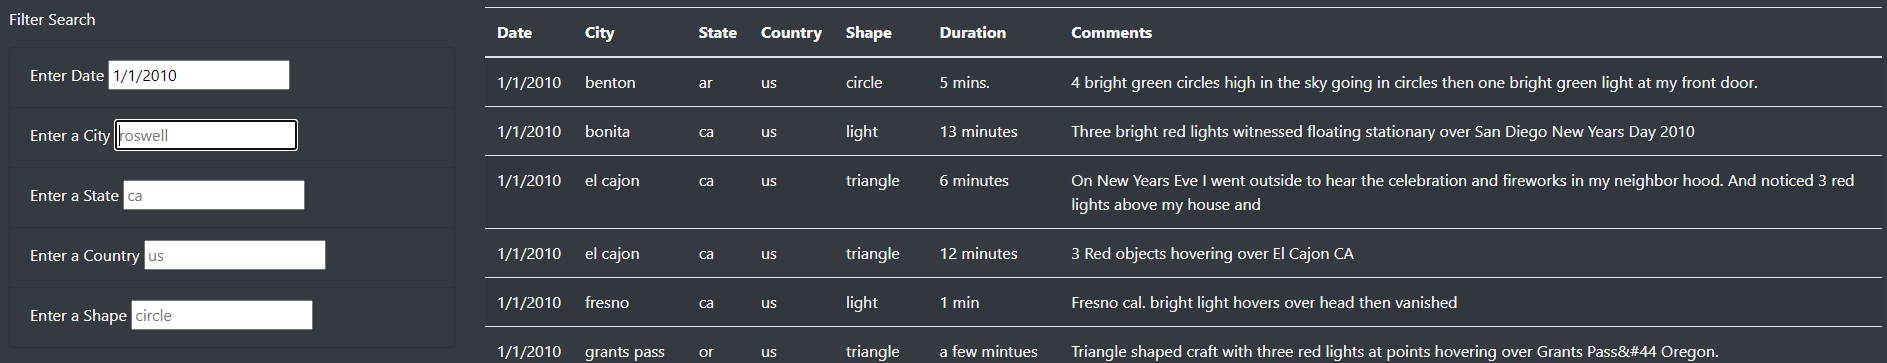 Filter Search
Enter Date 1/1/2010
Enter a City roswell
Enter a State ca
Enter a Country us
Enter a Shape circle
Date City State Country Shape Duration Comments
1/1/2010 benton ar us circle 5 mins. 4 bright green circles high in the sky going in circles then one bright green light at my front door.
1/1/2010 bonita ca us light 13 minutes Three bright red lights witnessed floating stationary over San Diego New Years Day 2010
1/1/2010 el cajon ca us triangle 6 minutes On New Years Eve I went outside to hear the celebration and fireworks in my neighbor hood. And noticed 3 red
lights above my house and
1/1/2010 el cajon ca us triangle 12 minutes 3 Red objects hovering over El Cajon CA
1/1/2010 fresno ca us light 1 min Fresno cal. bright light hovers over head then vanished
1/1/2010 grants pass or us triangle a few mintues Triangle shaped craft with three red lights at points hovering over Grants Pass&#44 Oregon.